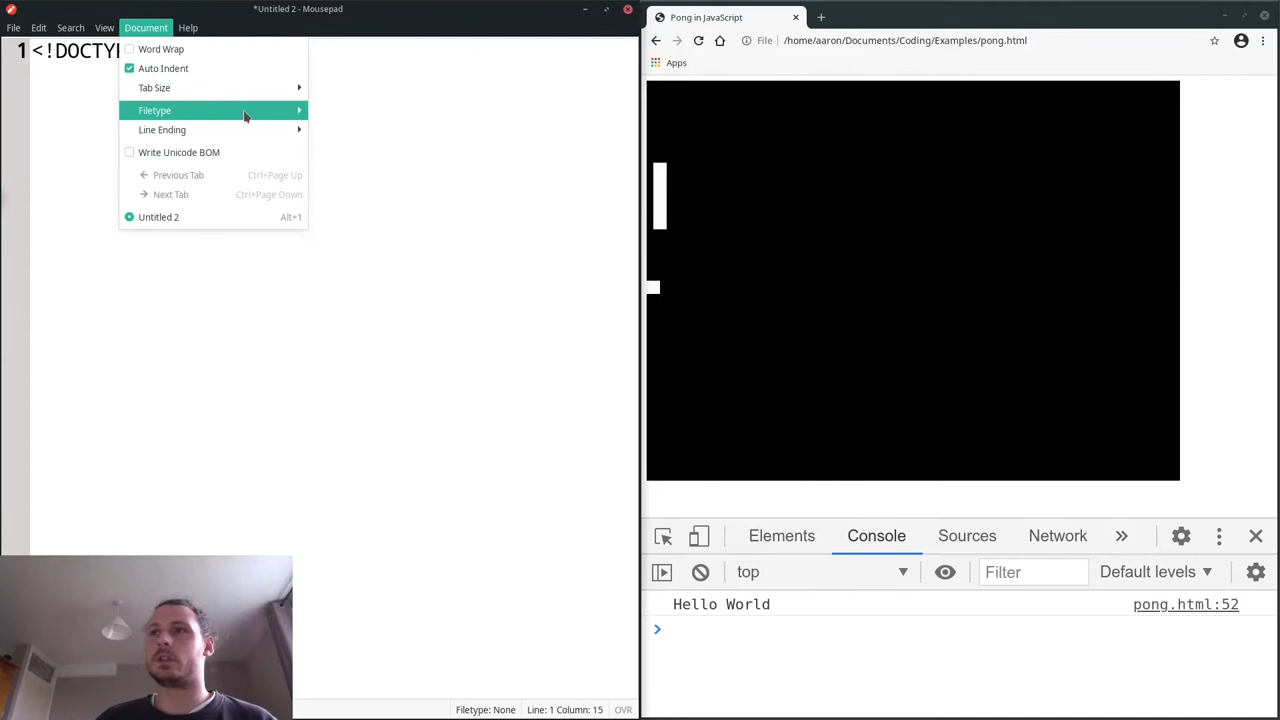 *Untitled 2 - Mousepad
File Edit Search View Document Help
1 <!DOCTYP
Word Wrap
Auto Indent
Tab Size
Filetype
Line Ending
Write Unicode BOM
Previous Tab Ctrl+Page Up
Next Tab Ctrl+Page Down
Untitled 2 Alt+1
Filetype: None Line: 1 Column: 15 OVR
Pong in JavaScript
File /home/aaron/Documents/Coding/Examples/pong.html
Apps
Elements Console Sources Network
top Filter Default levels
Hello World pong.html:52